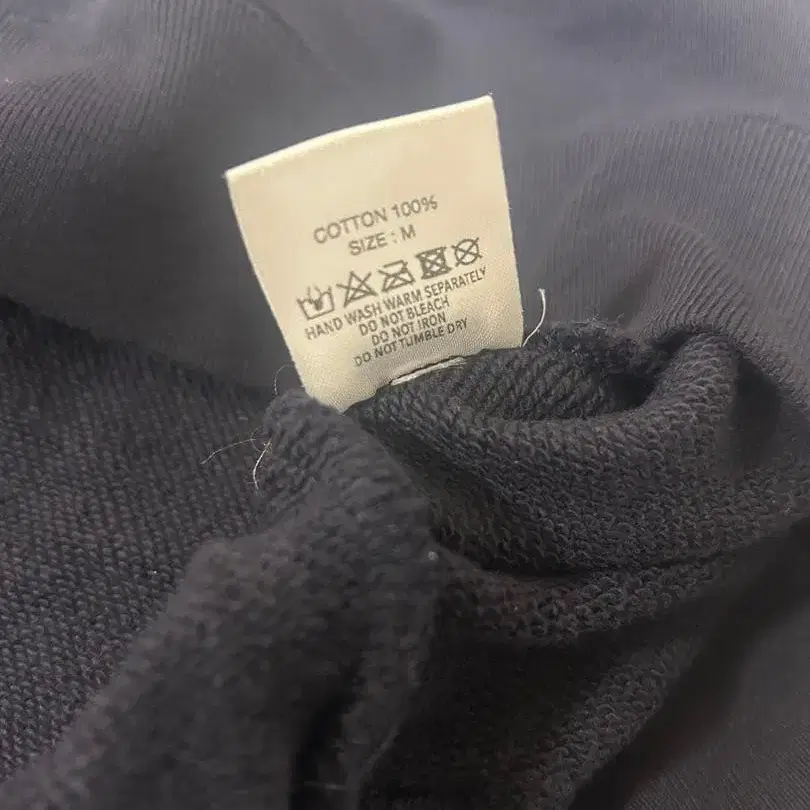 COTTON 100%
SIZE : M
HAND WASH WARM SEPARATELY
DO NOT BLEACH
DO NOT IRON
DO NOT TUMBLE DRY